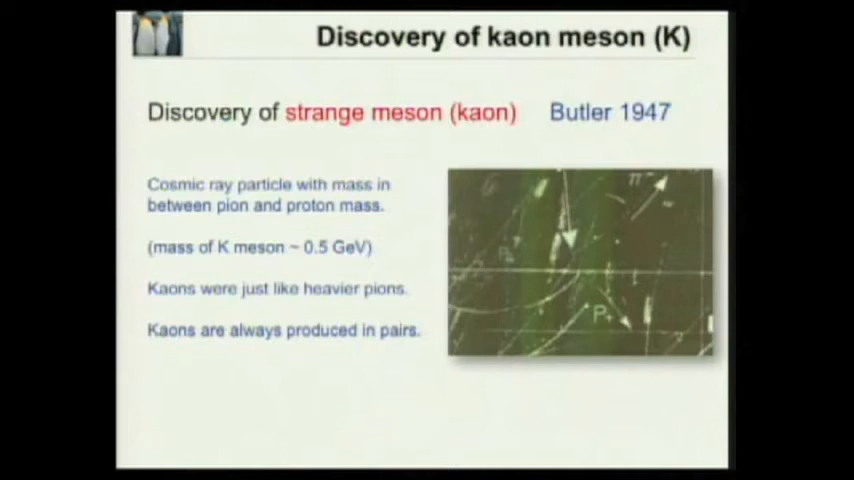 Discovery of kaon meson (K)
Discovery of strange meson (kaon) Butler 1947
Cosmic ray particle with mass in
between pion and proton mass.
(mass of K meson ~ 0.5 GeV)
Kaons were just like heavier pions.
Kaons are always produced in pairs.